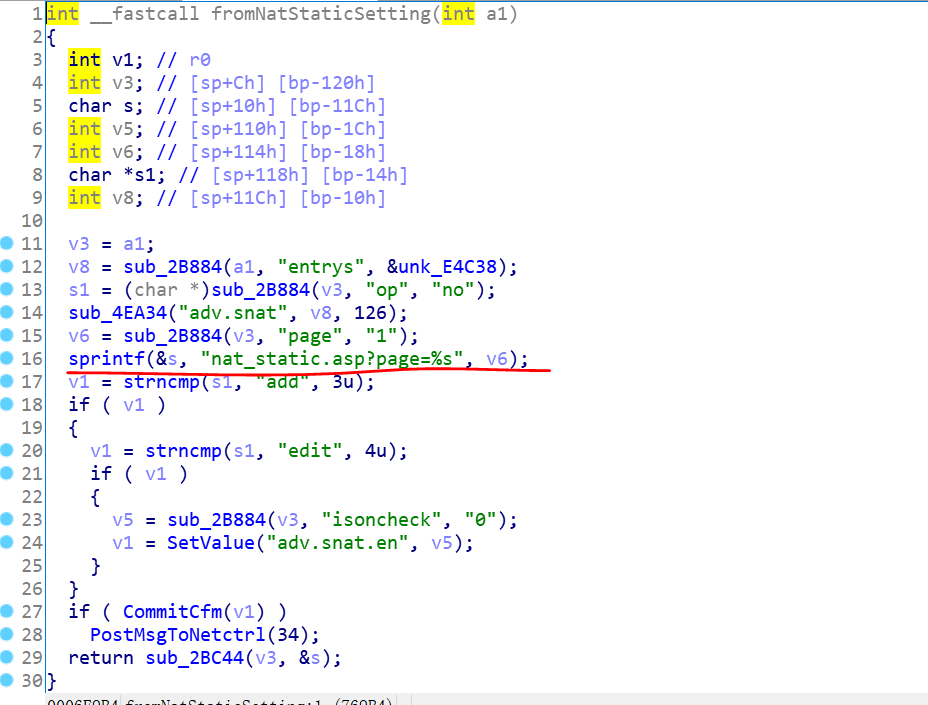 1 int __fastcall fromNatStaticSetting(int a1)
2 {
3 int v1; // r0
4 int v3; // [sp+Ch] [bp-120h]
5 char s; // [sp+10h] [bp-11Ch]
6 int v5; // [sp+110h] [bp-1Ch]
7 int v6; // [sp+114h] [bp-18h]
8 char *s1; // [sp+118h] [bp-14h]
9 int v8; // [sp+11Ch] [bp-10h]
10
11 v3 = a1;
12 v8 = sub_2B884(a1, "entrys", &unk_E4C38);
13 s1 = (char *)sub_2B884(v3, "op", "no");
14 sub_4EA34("adv.snat", v8, 126);
15 v6 = sub_2B884(v3, "page", "1");
16 sprintf(&s, "nat_static.asp?page=%s", v6);
17 v1 = strncmp(s1, "add", 3u);
18 if ( v1 )
19 {
20 v1 = strncmp(s1, "edit", 4u);
21 if ( v1 )
22 {
23 v5 = sub_2B884(v3, "isoncheck", "0");
24 v1 = SetValue("adv.snat.en", v5);
25 }
26 }
27 if ( CommitCfm(v1) )
28 PostMsgToNetctrl(34);
29 return sub_2BC44(v3, &s);
30 }